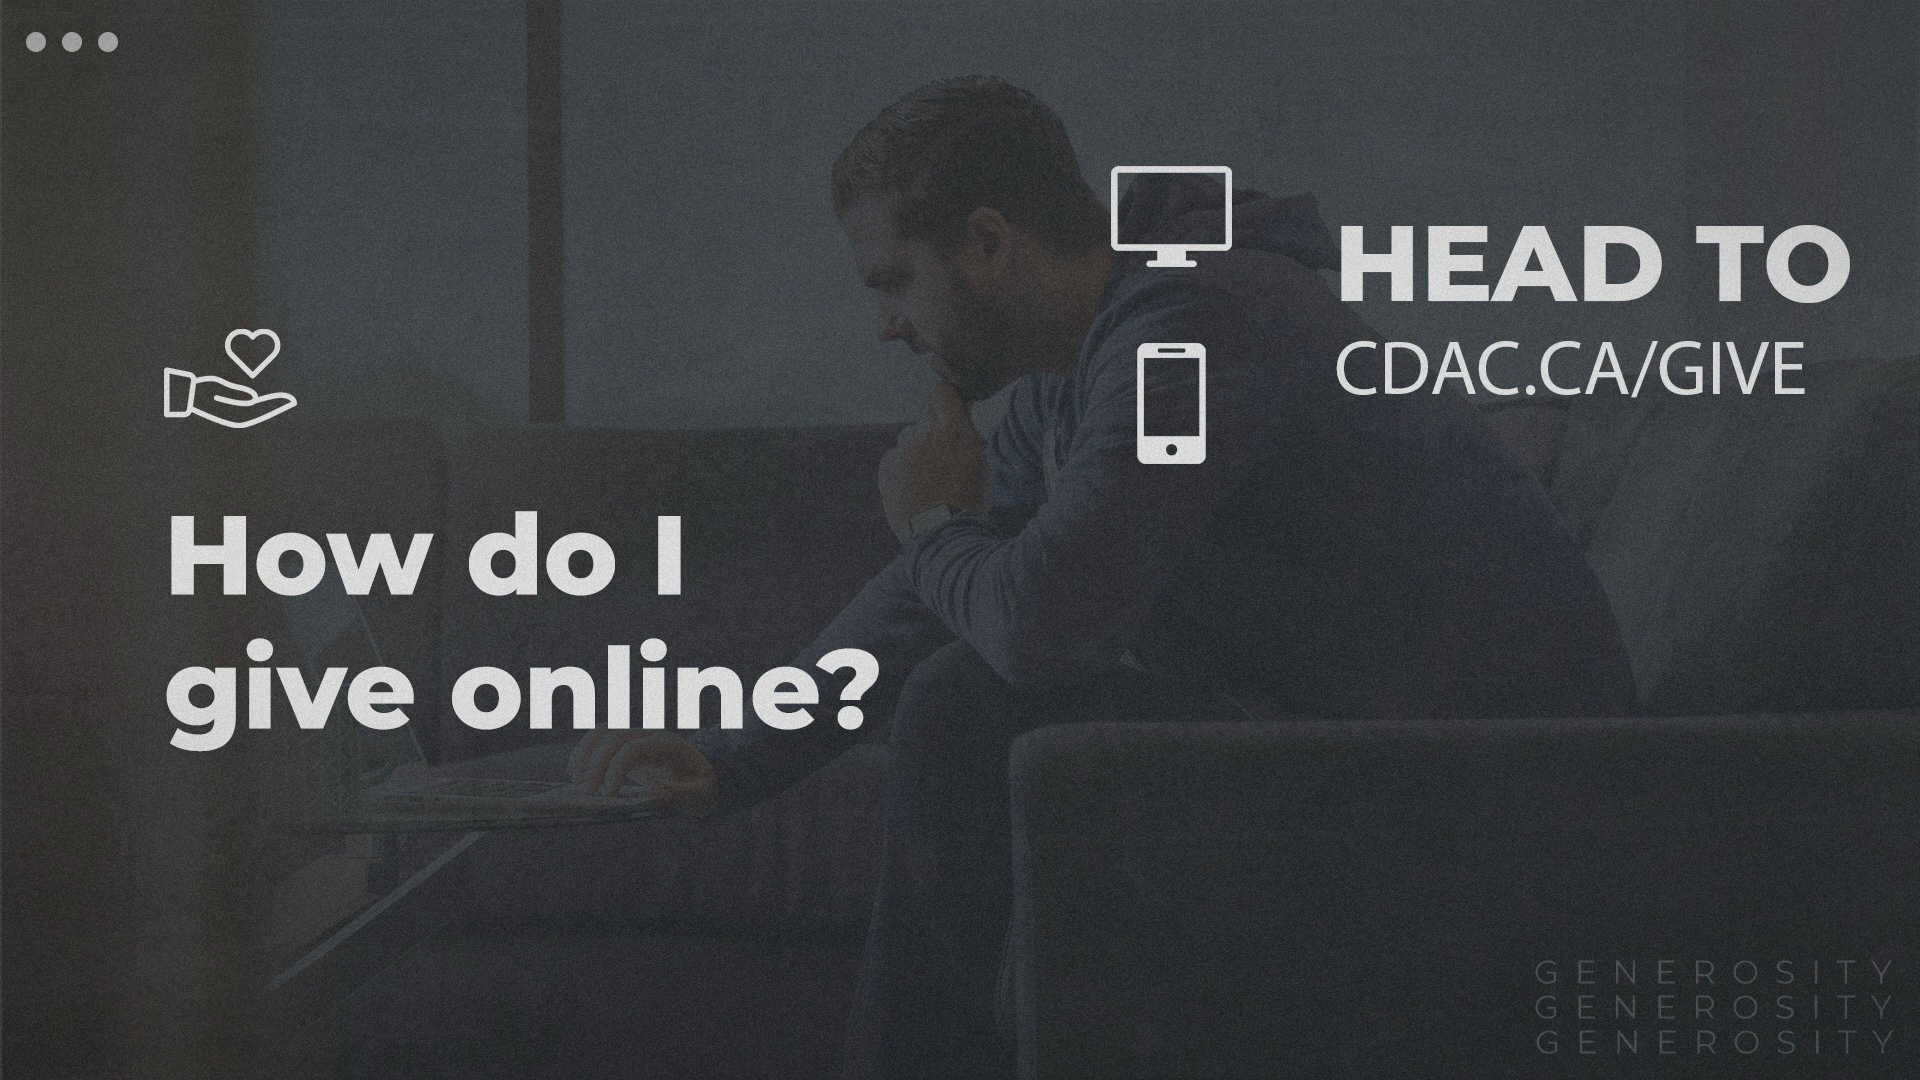 How do I
give online?
HEAD TO
CDAC.CA/GIVE
GENEROSITY
GENEROSITY
GENEROSITY